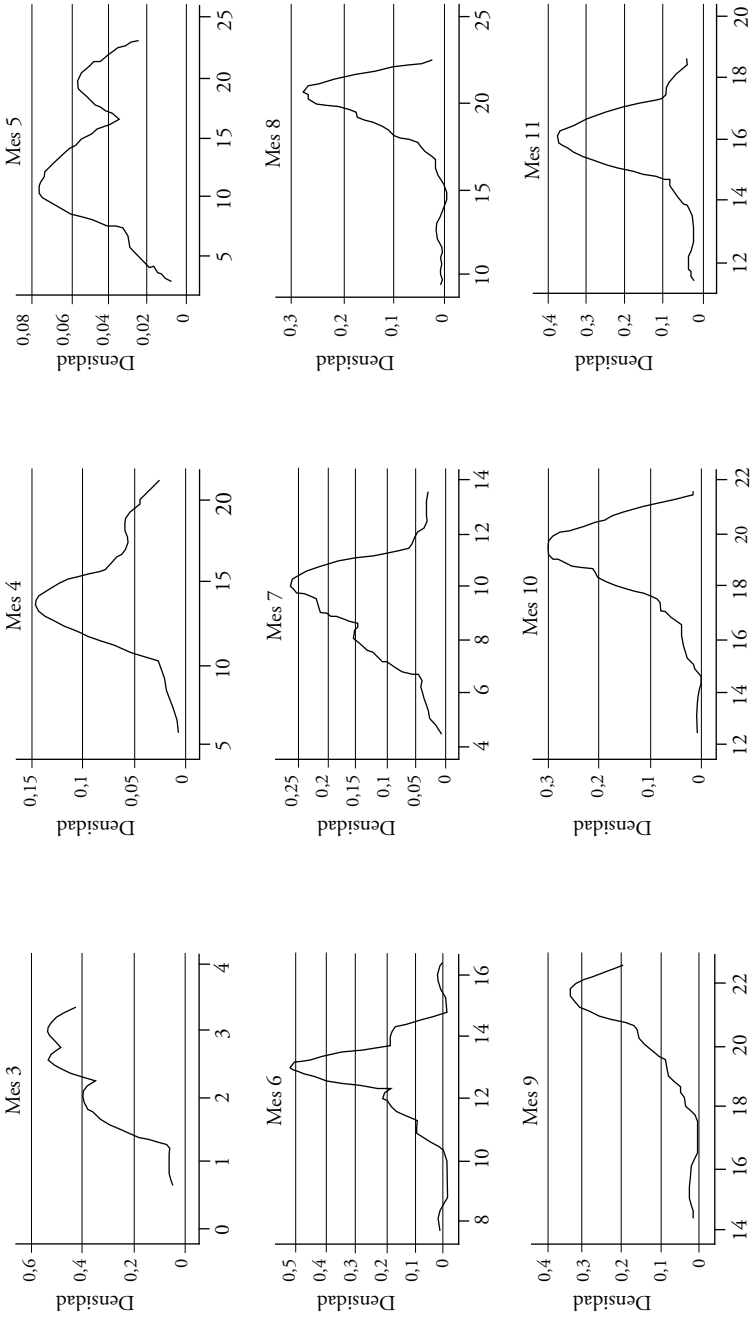 Mes 3
Densidad
0,6
0,4
0,2
0
0 1 2 3 4
Mes 4
Densidad
0,15
0,1
0,05
0
5 10 15 20
Mes 5
Densidad
0,08
0,06
0,04
0,02
0
5 10 15 20 25
Mes 6
Densidad
0,5
0,4
0,3
0,2
0,1
0
8 10 12 14 16
Mes 7
Densidad
0,25
0,2
0,15
0,1
0,05
0
4 6 8 10 12 14
Mes 8
Densidad
0,3
0,2
0,1
0
10 15 20 25
Mes 9
Densidad
0,4
0,3
0,2
0,1
0
14 16 18 20 22
Mes 10
Densidad
0,3
0,2
0,1
0
12 14 16 18 20 22
Mes 11
Densidad
0,4
0,3
0,2
0,1
0
12 14 16 18 20